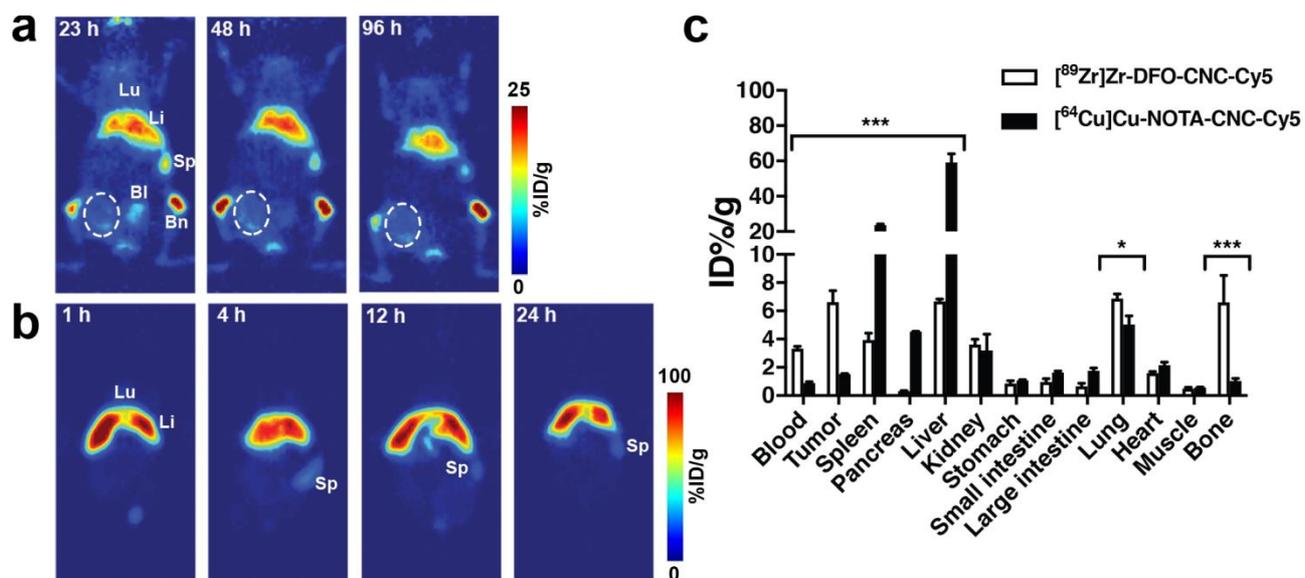 a
23 h
48 h
96 h
Lu
Li
Sp
Bl
Bn
25
%ID/g
0
b
1 h
4 h
12 h
24 h
Lu
Li
Sp
Sp
Sp
100
%ID/g
0
c
[⁸⁹Zr]Zr-DFO-CNC-Cy5
[⁶⁴Cu]Cu-NOTA-CNC-Cy5
ID%/g
100
80
60
40
20
10
8
6
4
2
0
***
*
***
Blood
Tumor
Spleen
Pancreas
Liver
Kidney
Stomach
Small intestine
Large intestine
Lung
Heart
Muscle
Bone